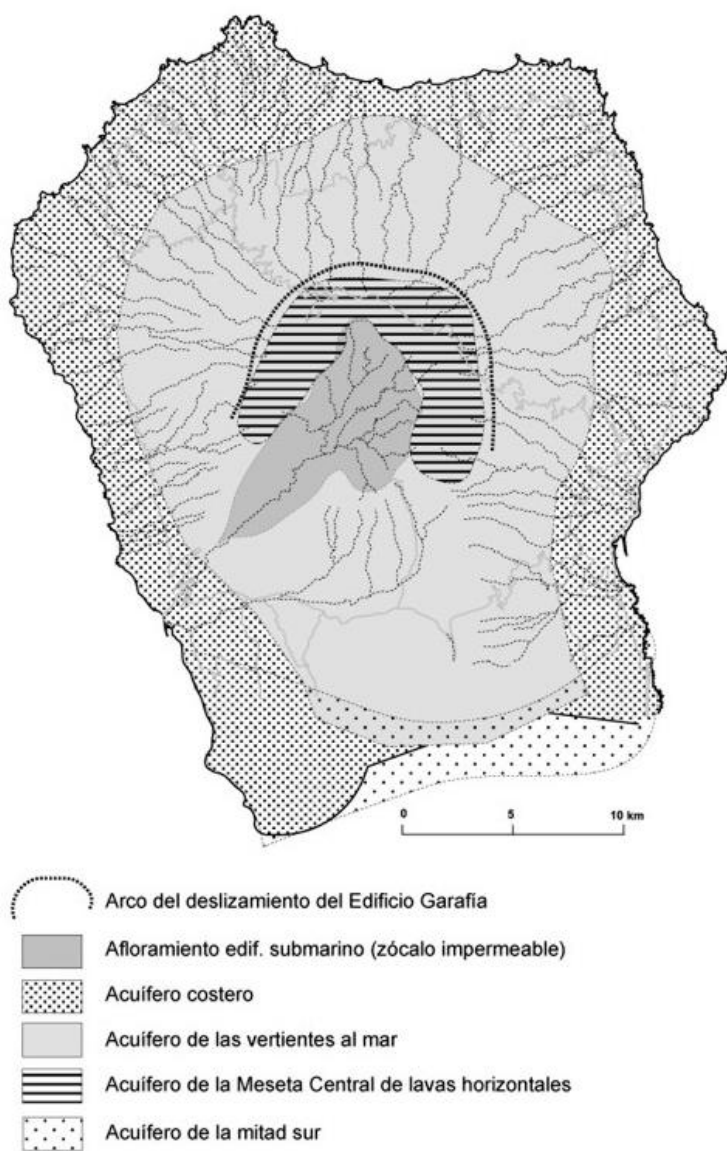 0 5 10 km
Arco del deslizamiento del Edificio Garafía
Afloramiento edif. submarino (zócalo impermeable)
Acuífero costero
Acuífero de las vertientes al mar
Acuífero de la Meseta Central de lavas horizontales
Acuífero de la mitad sur